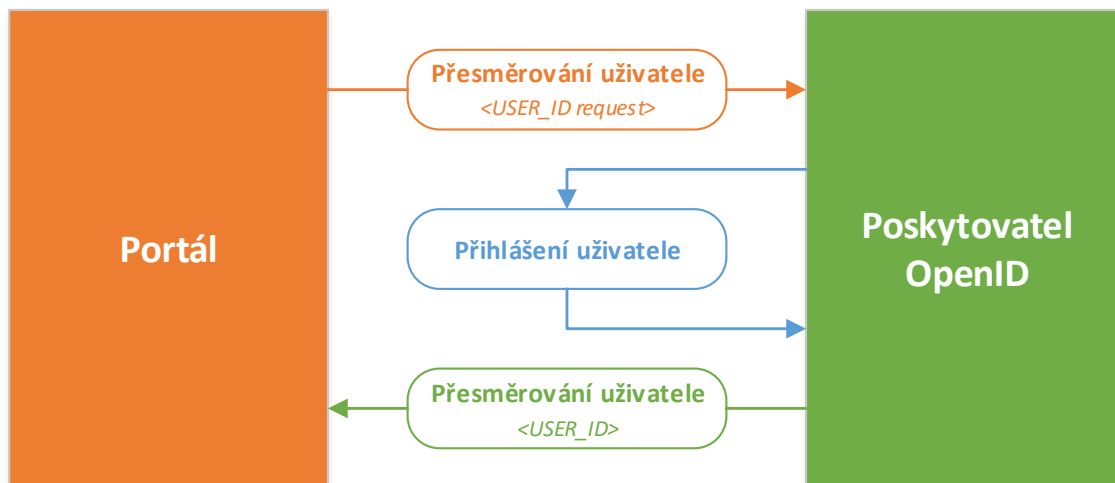 Portál
Přesměrování uživatele
<USER_ID request>
Přihlášení uživatele
Přesměrování uživatele
<USER_ID>
Poskytovatel
OpenID